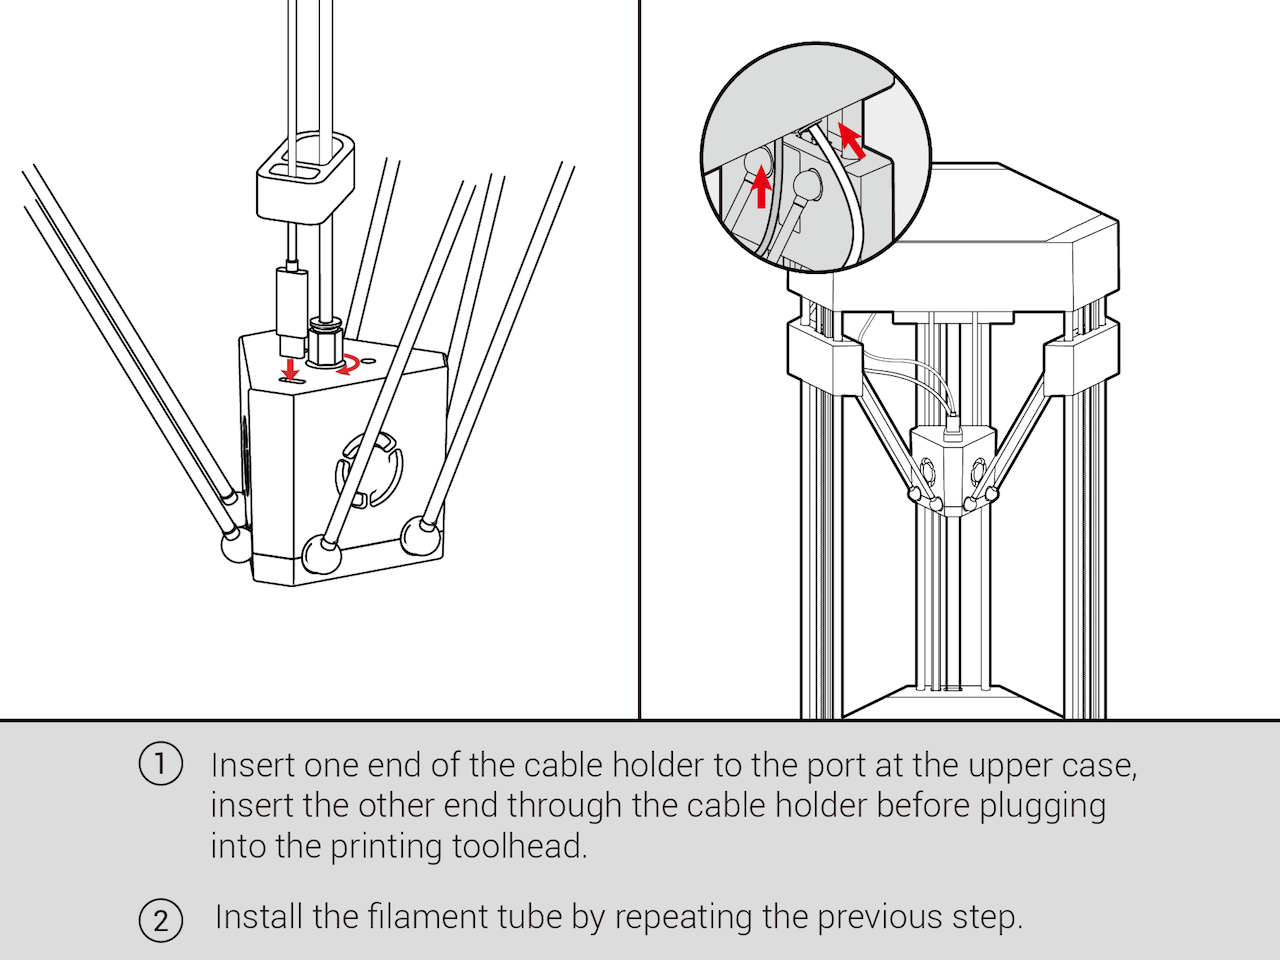 1 Insert one end of the cable holder to the port at the upper case,
insert the other end through the cable holder before plugging
into the printing toolhead.
2 Install the filament tube by repeating the previous step.